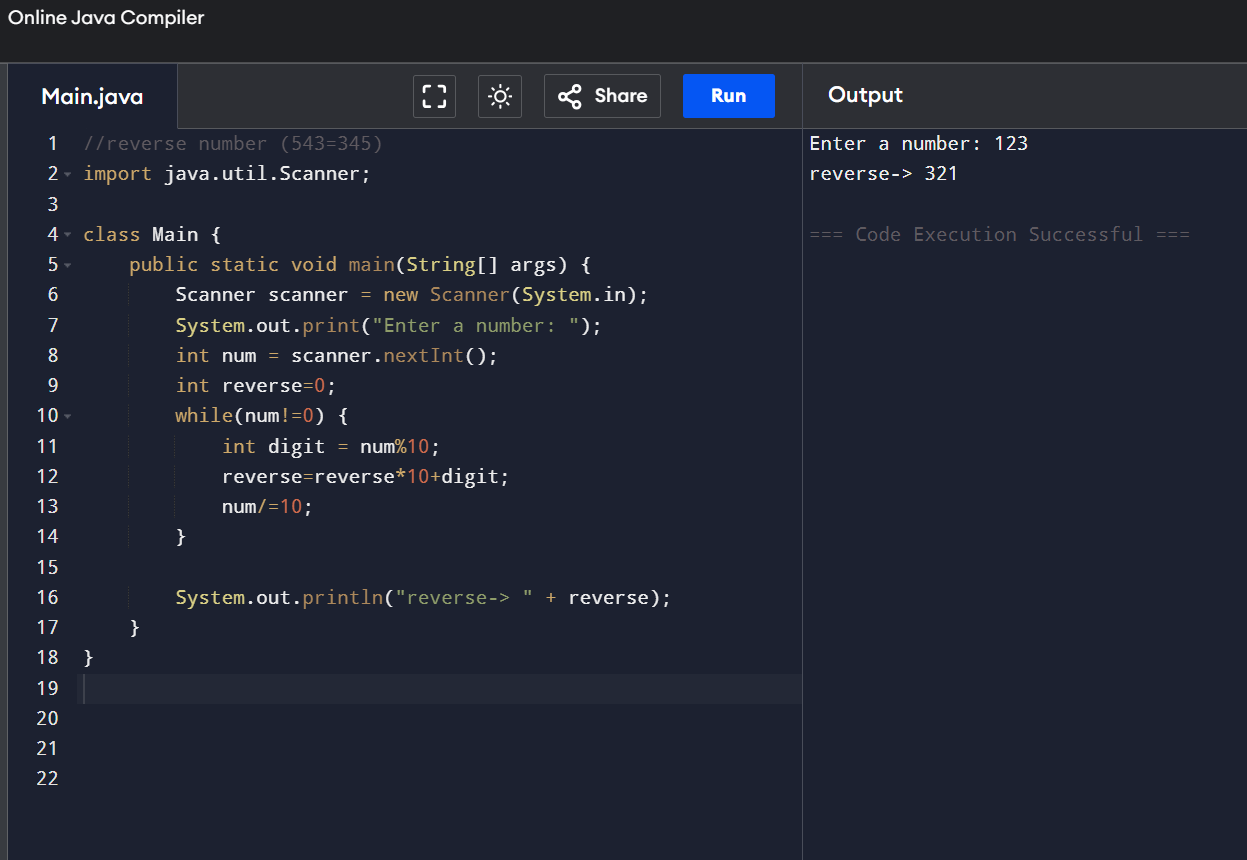 Online Java Compiler
Main.java
Share
Run
Output
1 //reverse number (543=345)
2 import java.util.Scanner;
3
4 class Main {
5     public static void main(String[] args) {
6         Scanner scanner = new Scanner(System.in);
7         System.out.print("Enter a number: ");
8         int num = scanner.nextInt();
9         int reverse=0;
10         while(num!=0) {
11             int digit = num%10;
12             reverse=reverse*10+digit;
13             num/=10;
14         }
15
16         System.out.println("reverse-> " + reverse);
17     }
18 }
19
20
21
22
Enter a number: 123
reverse-> 321
=== Code Execution Successful ===